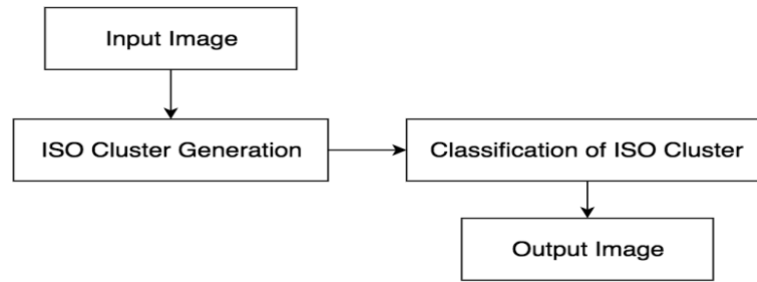 Input Image
ISO Cluster Generation
Classification of ISO Cluster
Output Image